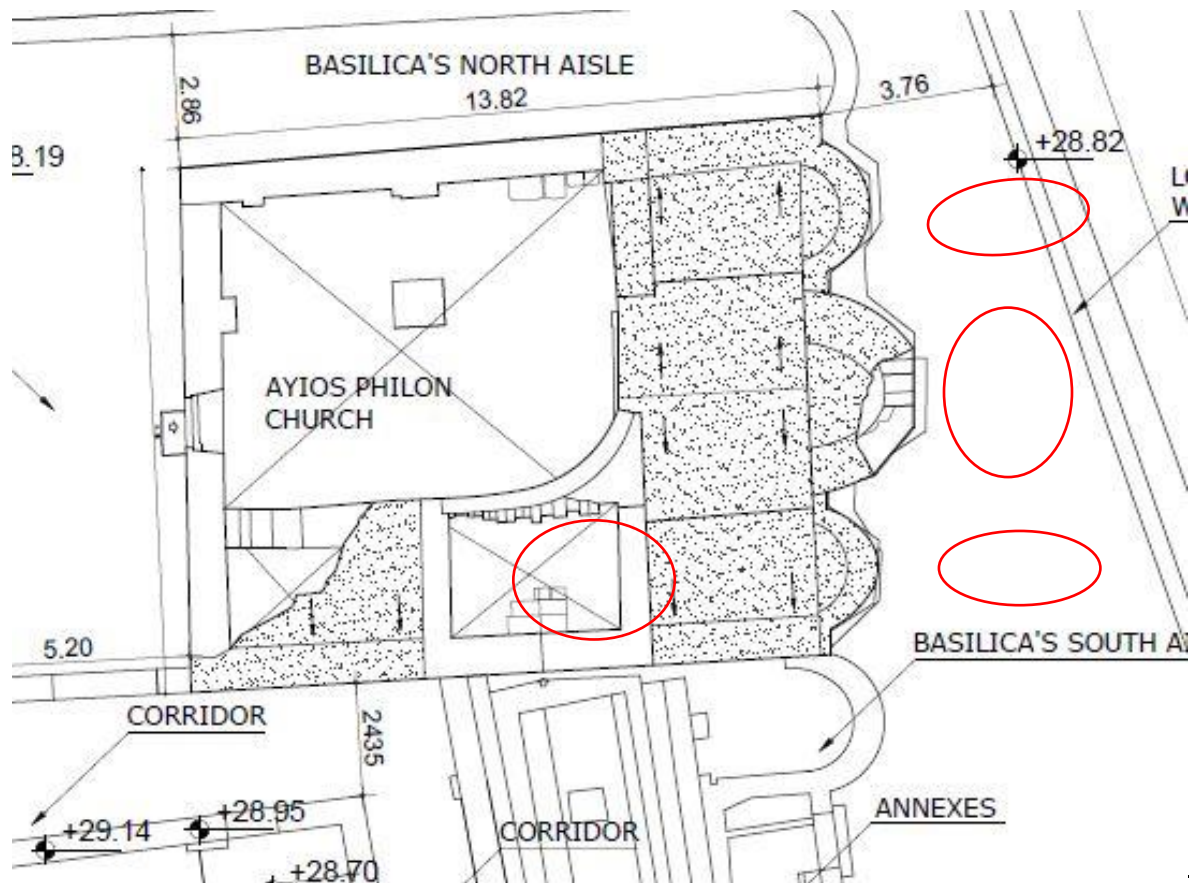 BASILICA'S NORTH AISLE
13.82
2.86
3.76
+28.82
8.19
AYIOS PHILON
CHURCH
5.20
BASILICA'S SOUTH
CORRIDOR
2435
ANNEXES
+28.95
+29.14
CORRIDOR
+28.70